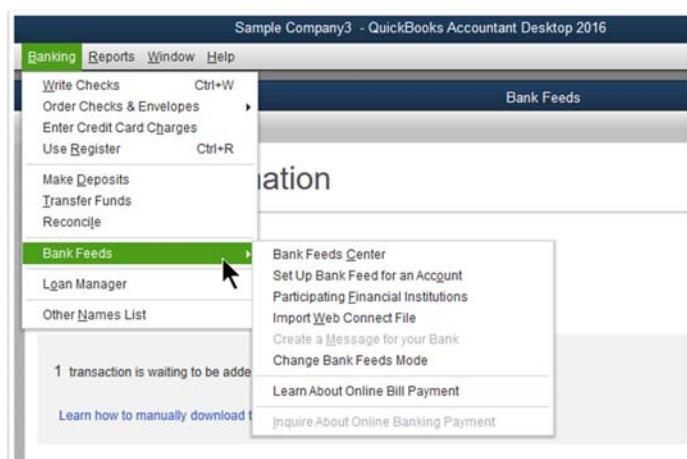 Sample Company3 - QuickBooks Accountant Desktop 2016
Banking Reports Window Help
Write Checks Ctrl+W
Order Checks & Envelopes
Enter Credit Card Charges
Use Register Ctrl+R
Make Deposits
Transfer Funds
Reconcile
Bank Feeds
Loan Manager
Other Names List
Bank Feeds
ation
Bank Feeds Center
Set Up Bank Feed for an Account
Participating Financial Institutions
Import Web Connect File
Create a Message for your Bank
Change Bank Feeds Mode
Learn About Online Bill Payment
Inquire About Online Banking Payment
1 transaction is waiting to be adde
Learn how to manually download t